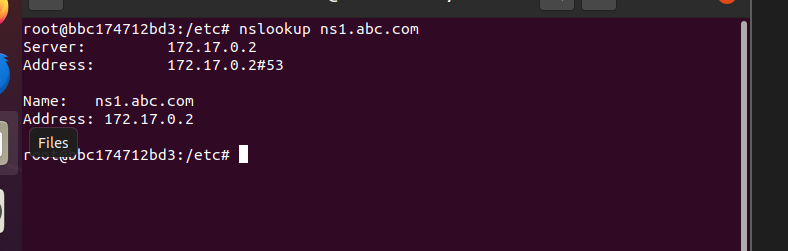 root@bbc174712bd3:/etc# nslookup ns1.abc.com
Server:         172.17.0.2
Address:        172.17.0.2#53
Name:   ns1.abc.com
Address: 172.17.0.2
Files
bbc174712bd3:/etc#